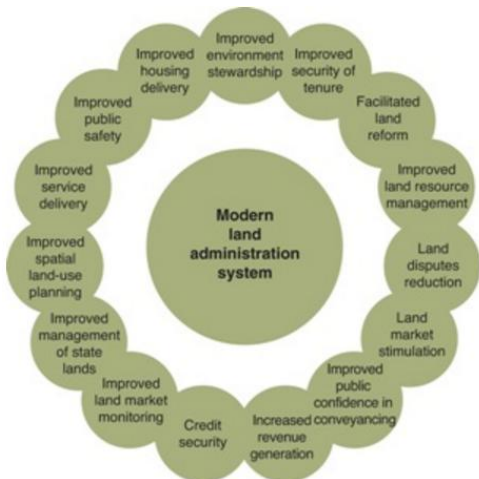 Improved
environment
stewardship
Improved
security of
tenure
Facilitated
land
reform
Improved
land resource
management
Land
disputes
reduction
Land
market
stimulation
Improved
public
confidence in
conveyancing
Increased
revenue
generation
Credit
security
Improved
land market
monitoring
Improved
management
of state
lands
Improved
spatial
land-use
planning
Improved
service
delivery
Improved
public
safety
Improved
housing
delivery
Modern
land
administration
system